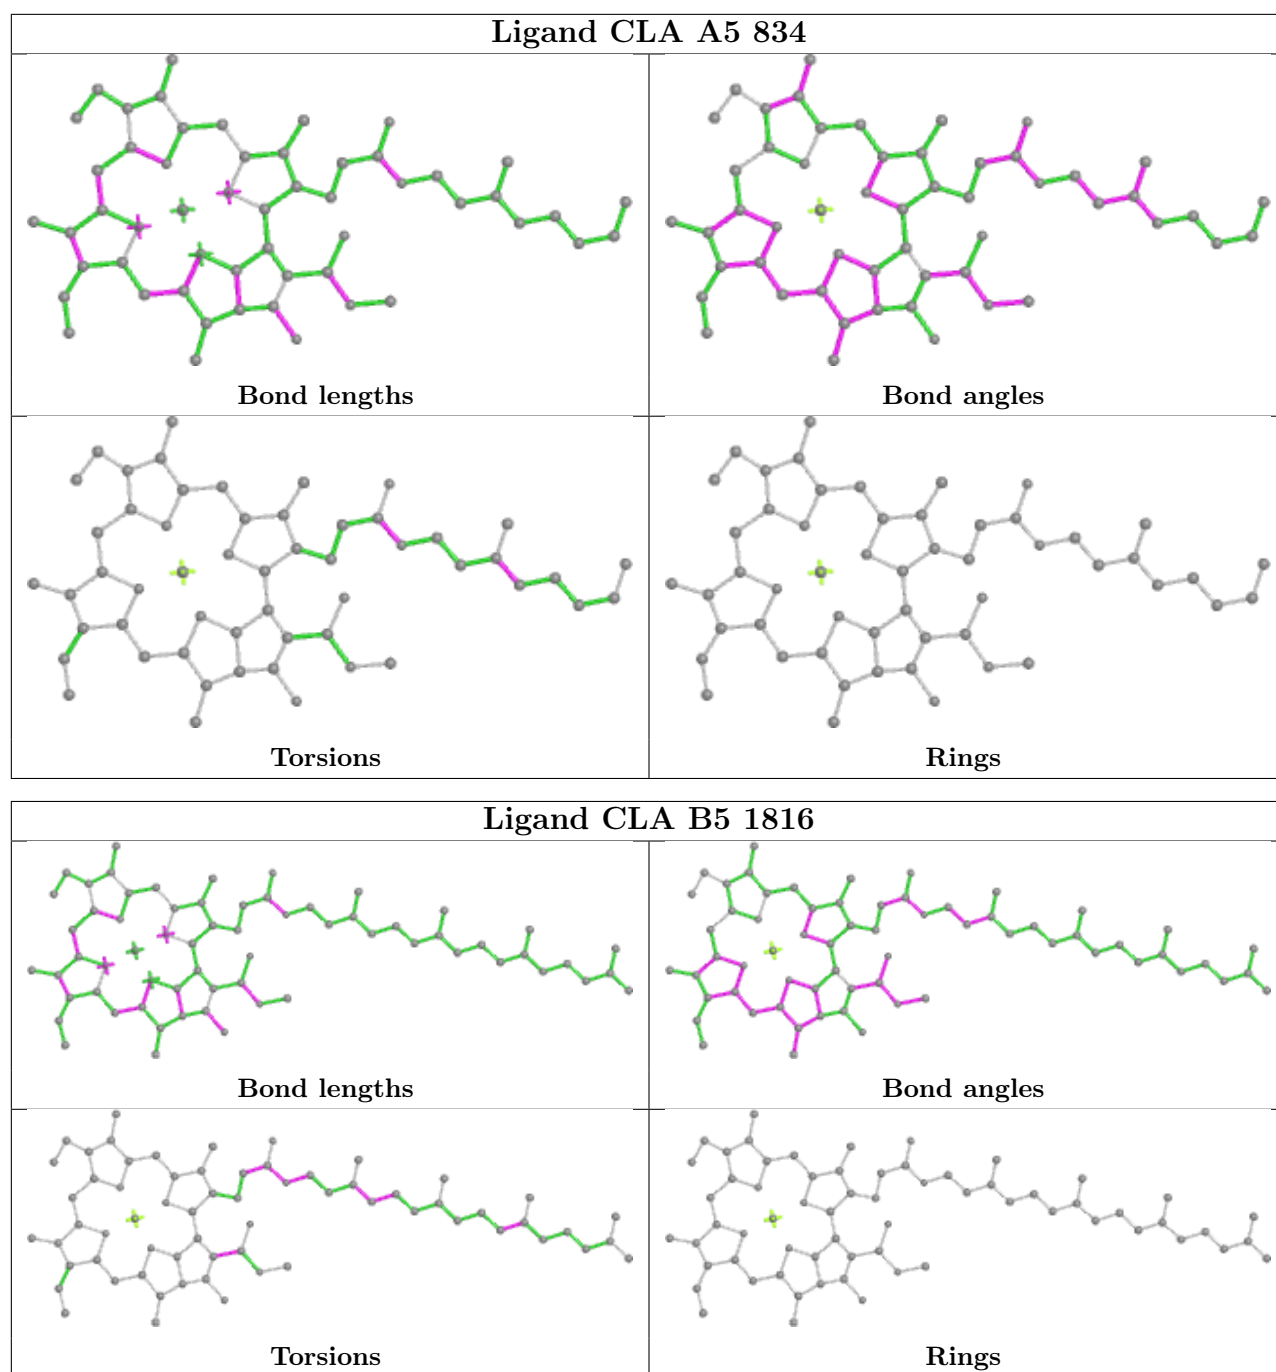 Ligand CLA A5 834
Bond lengths
Bond angles
Torsions
Rings
Ligand CLA B5 1816
Bond lengths
Bond angles
Torsions
Rings